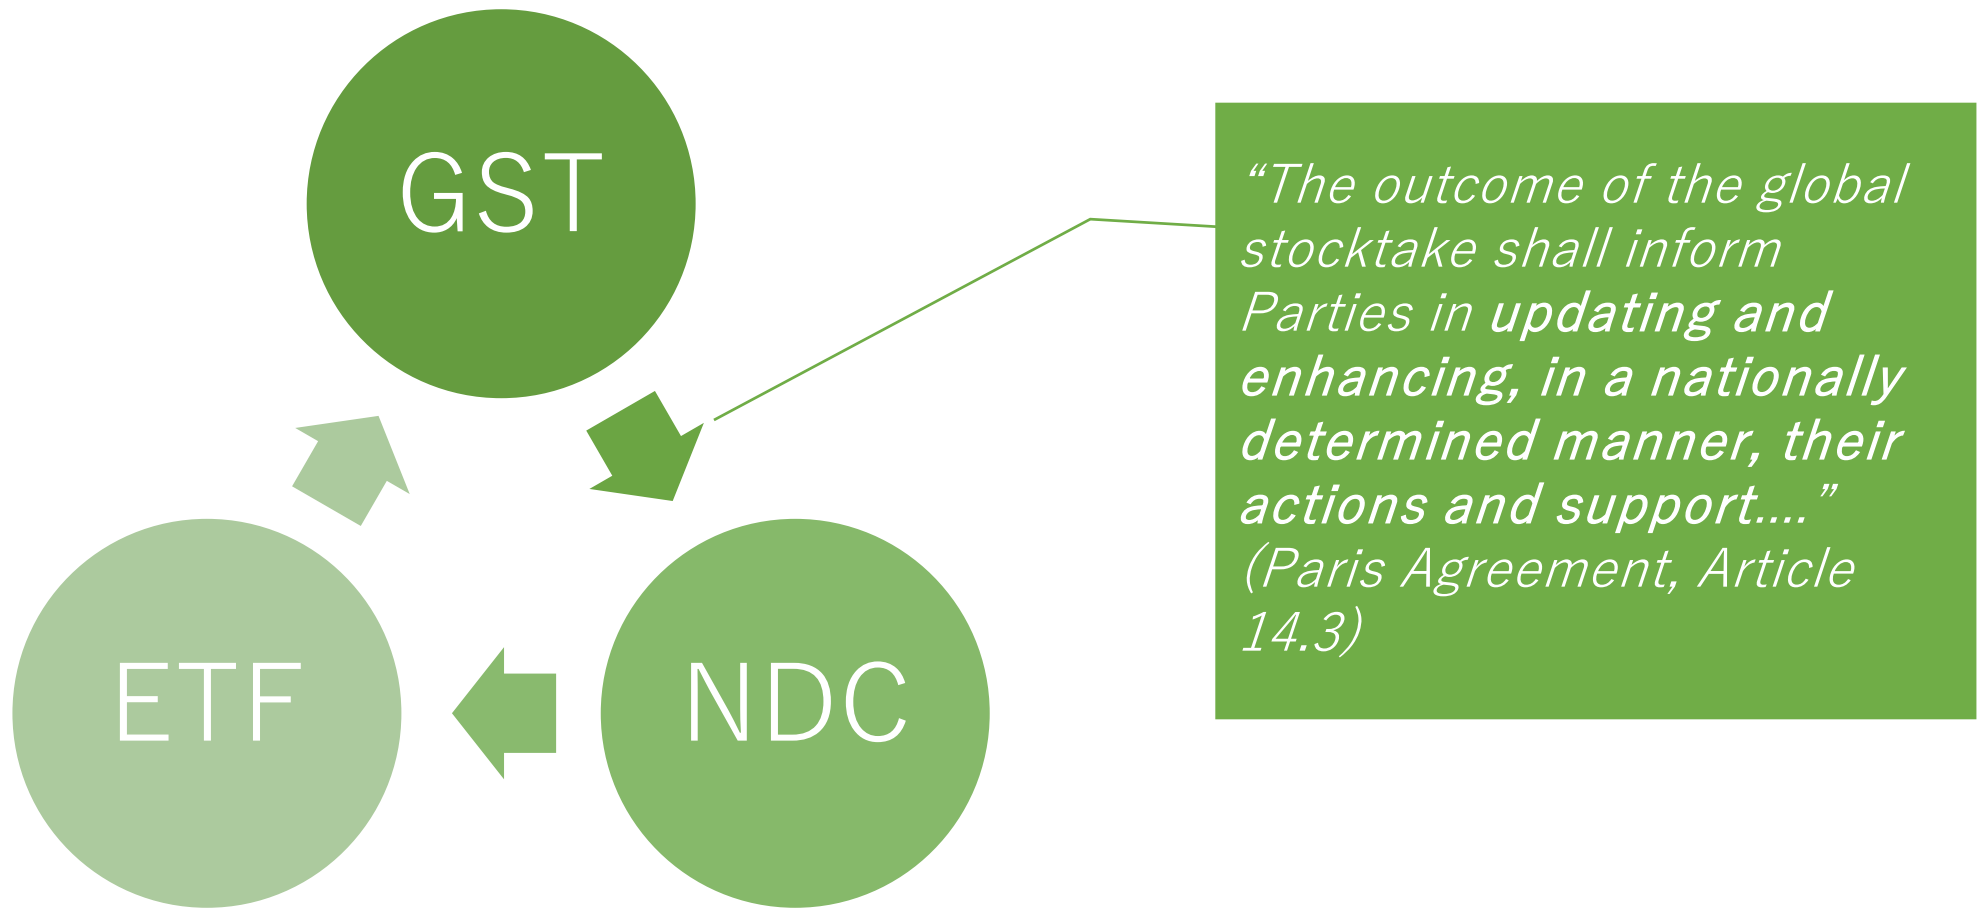 GST
“The outcome of the global
stocktake shall inform
Parties in updating and
enhancing, in a nationally
determined manner, their
actions and support....”
(Paris Agreement, Article
14.3)
ETF
NDC